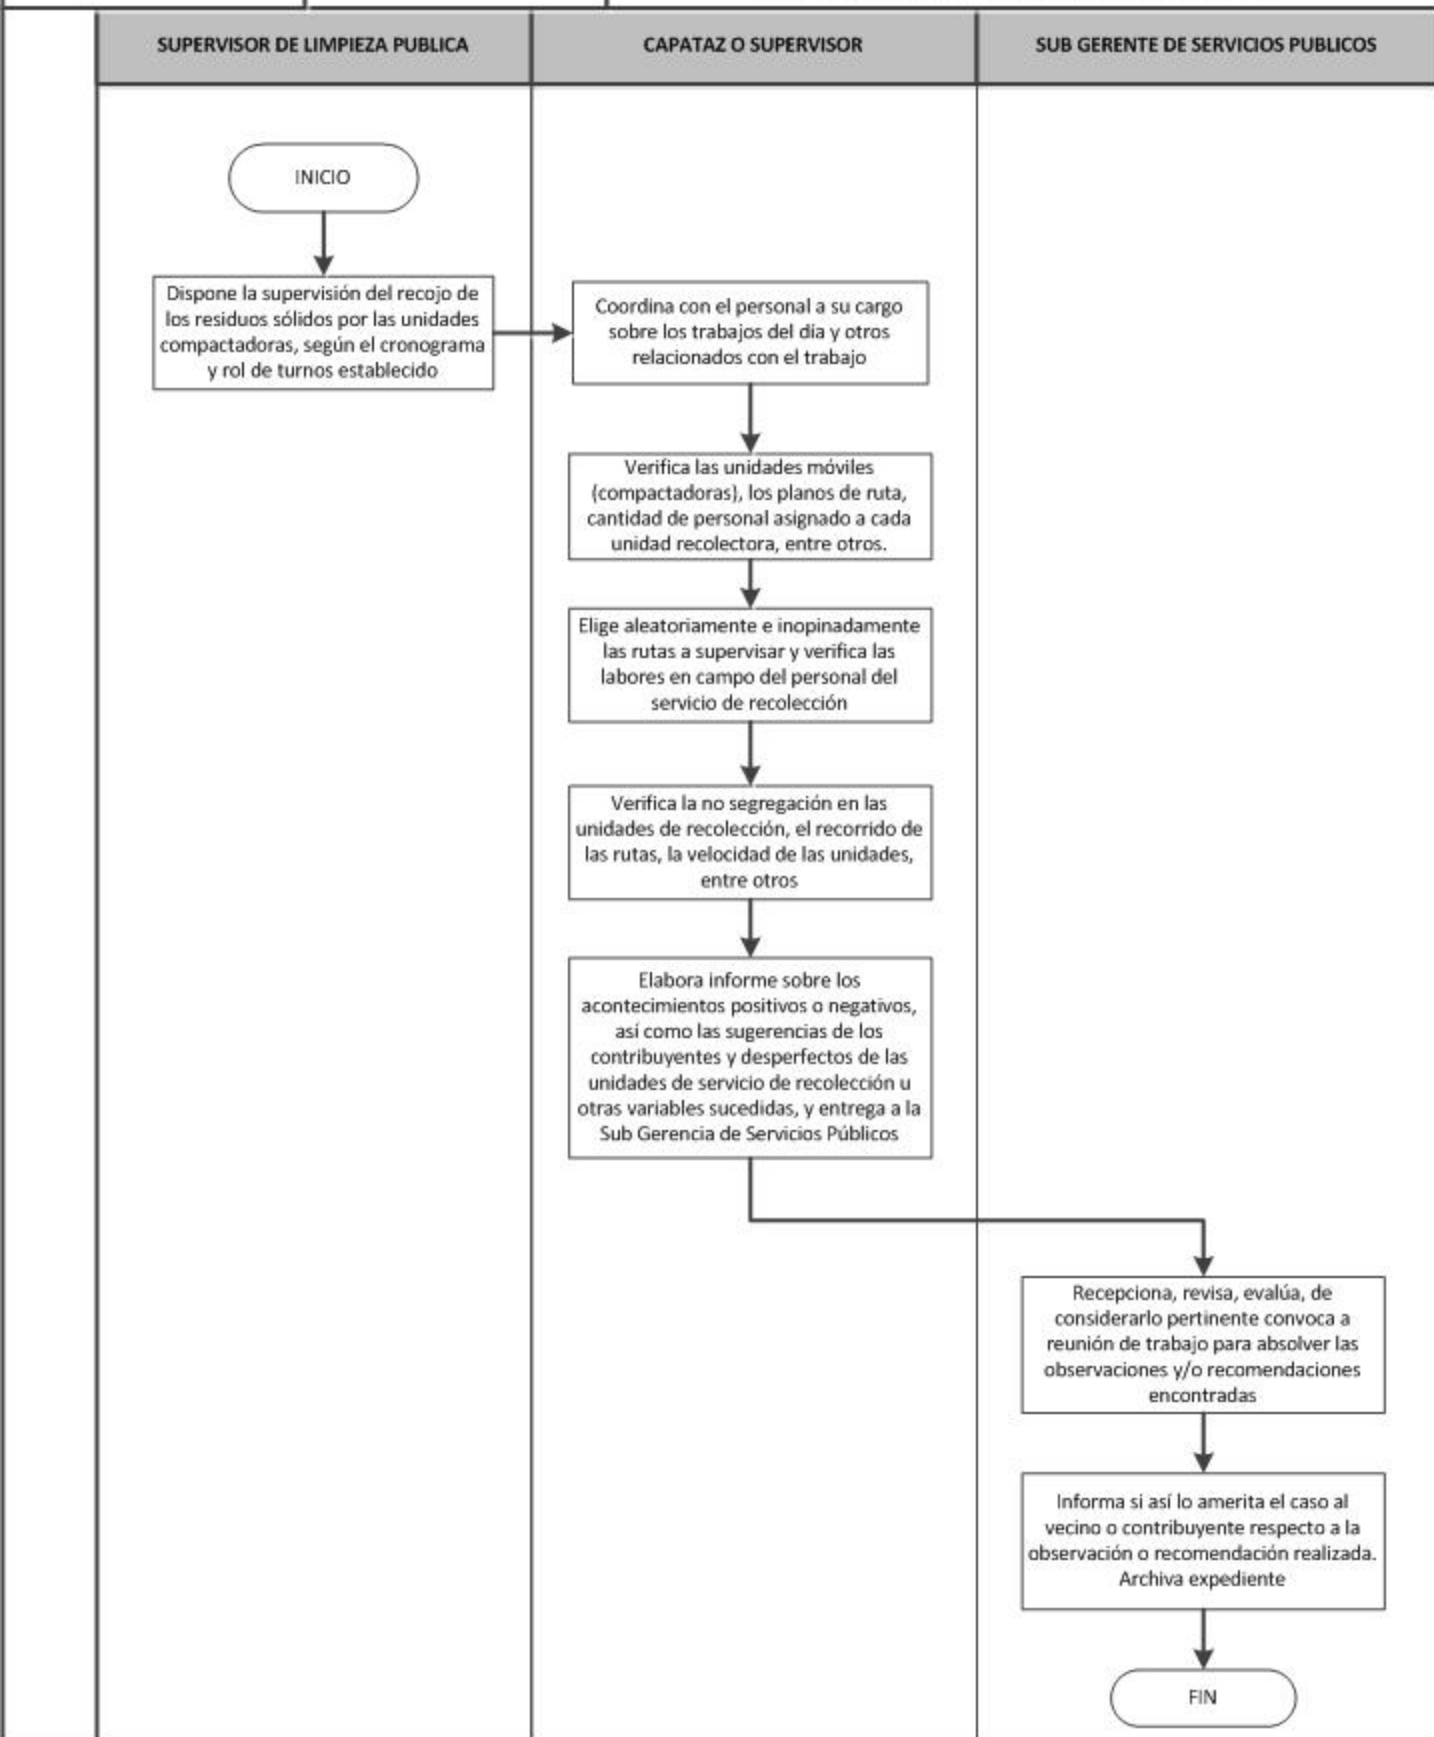 SUPERVISOR DE LIMPIEZA PUBLICA
CAPATAZ O SUPERVISOR
SUB GERENTE DE SERVICIOS PUBLICOS
INICIO
Dispone la supervisión del recojo de
los residuos sólidos por las unidades
compactadoras, según el cronograma
y rol de turnos establecido
Coordina con el personal a su cargo
sobre los trabajos del día y otros
relacionados con el trabajo
Verifica las unidades móviles
(compactadoras), los planos de ruta,
cantidad de personal asignado a cada
unidad recolectora, entre otros.
Elige aleatoriamente e inopinadamente
las rutas a supervisar y verifica las
labores en campo del personal del
servicio de recolección
Verifica la no segregación en las
unidades de recolección, el recorrido de
las rutas, la velocidad de las unidades,
entre otros
Elabora informe sobre los
acontecimientos positivos o negativos,
así como las sugerencias de los
contribuyentes y desperfectos de las
unidades de servicio de recolección u
otras variables sucedidas, y entrega a la
Sub Gerencia de Servicios Públicos
Recepciona, revisa, evalúa, de
considerarlo pertinente convoca a
reunión de trabajo para absolver las
observaciones y/o recomendaciones
encontradas
Informa si así lo amerita el caso al
vecino o contribuyente respecto a la
observación o recomendación realizada.
Archiva expediente
FIN